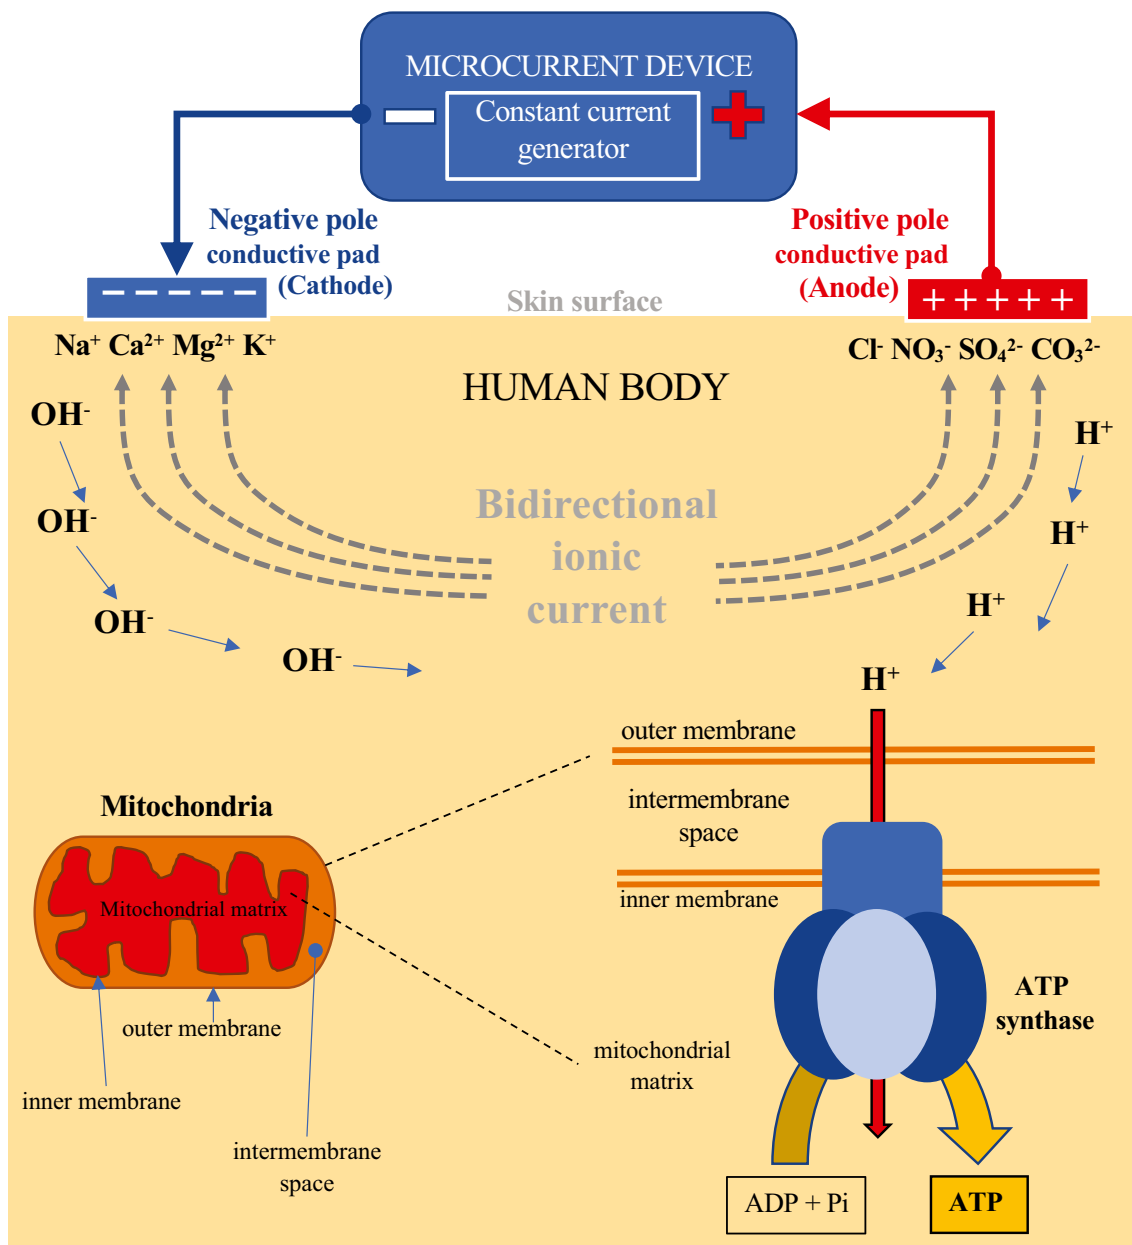 MICROCURRENT DEVICE
Constant current
generator
Negative pole
conductive pad
(Cathode)
Positive pole
conductive pad
(Anode)
Skin surface
+ + + + +
Na⁺ Ca²⁺ Mg²⁺ K⁺
Cl⁻ NO₃⁻ SO₄²⁻ CO₃²⁻
HUMAN BODY
OH⁻
H⁺
Bidirectional
ionic
current
OH⁻
H⁺
OH⁻
H⁺
OH⁻
H⁺
outer membrane
intermembrane
space
inner membrane
Mitochondria
Mitochondrial matrix
outer membrane
inner membrane
intermembrane
space
mitochondrial
matrix
ATP
synthase
ADP + Pi
ATP